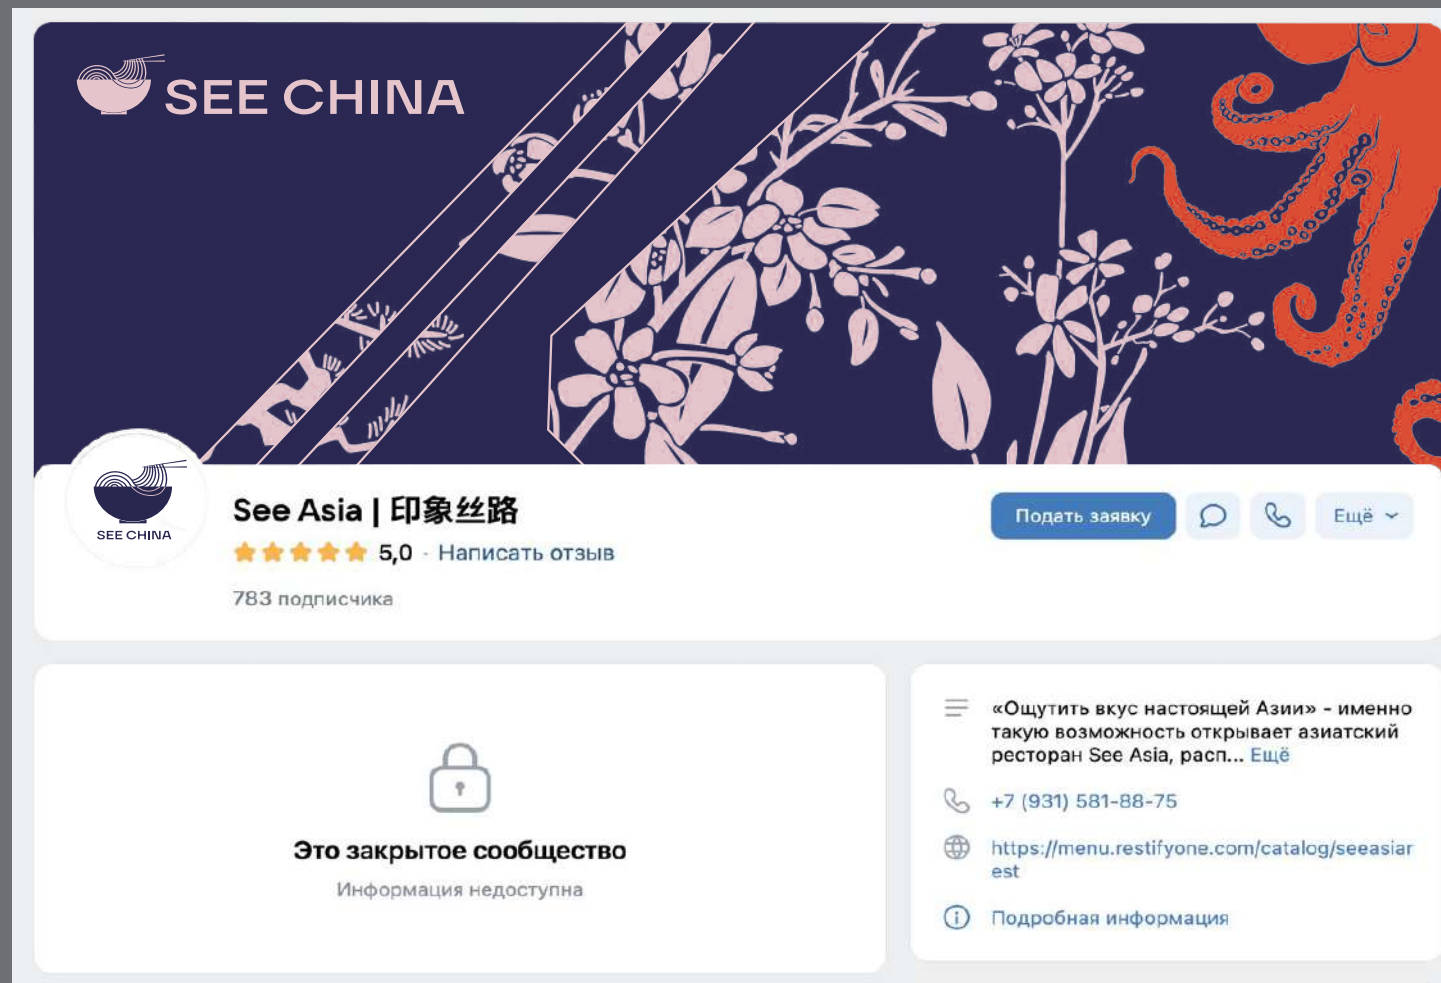 SEE CHINA
SEE CHINA
See Asia | 印象丝路
5,0 · Написать отзыв
783 подписчика
Подать заявку
Ещё
Это закрытое сообщество
Информация недоступна
«Ощутить вкус настоящей Азии» - именно
такую возможность открывает азиатский
ресторан See Asia, расп... Ещё
+7 (931) 581-88-75
https://menu.restifyone.com/catalog/seeasiar
est
Подробная информация